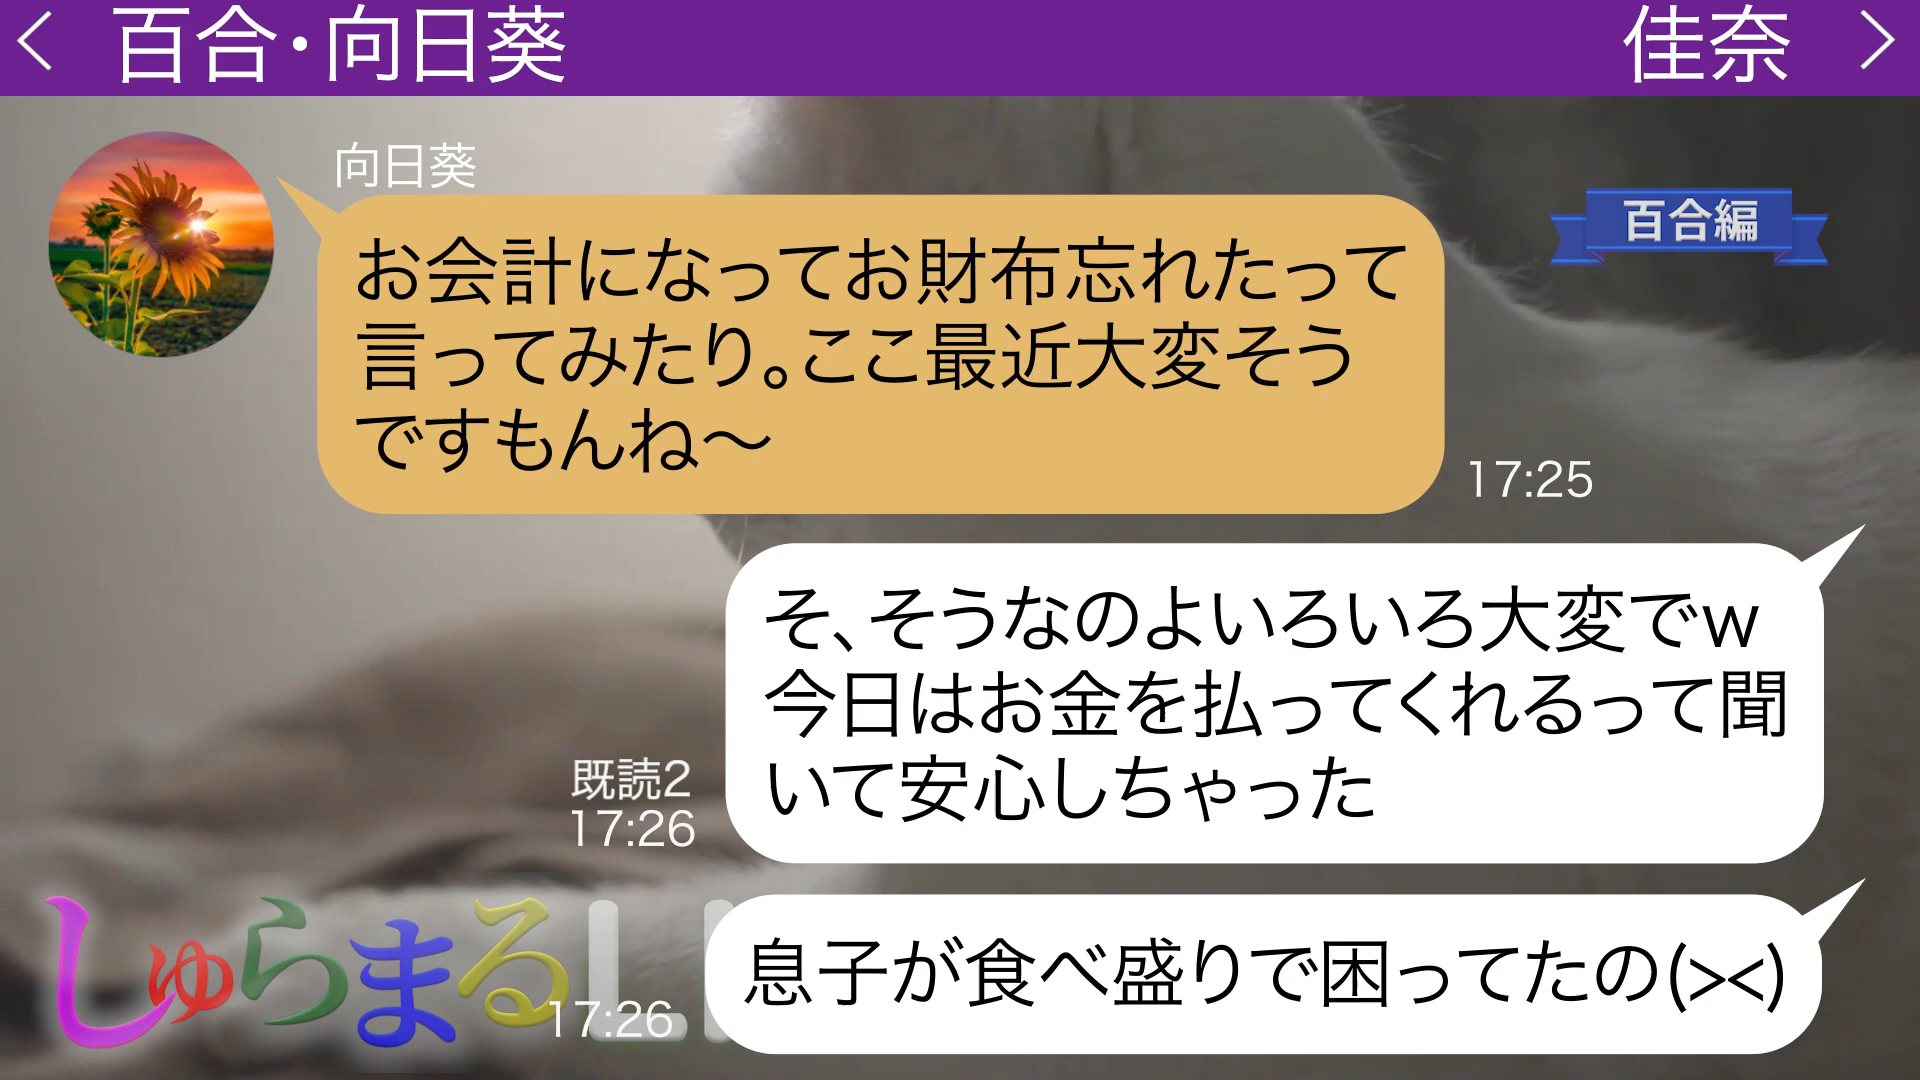 百合・向日葵
佳奈
向日葵
百合編
お会計になってお財布忘れたって
言ってみたり。ここ最近大変そう
ですもんね～
17:25
そ、そうなのよいろいろ大変でw
今日はお金を払ってくれるって聞
いて安心しちゃった
既読2
17:26
息子が食べ盛りで困ってたの(><)
17:26
しゅらまる